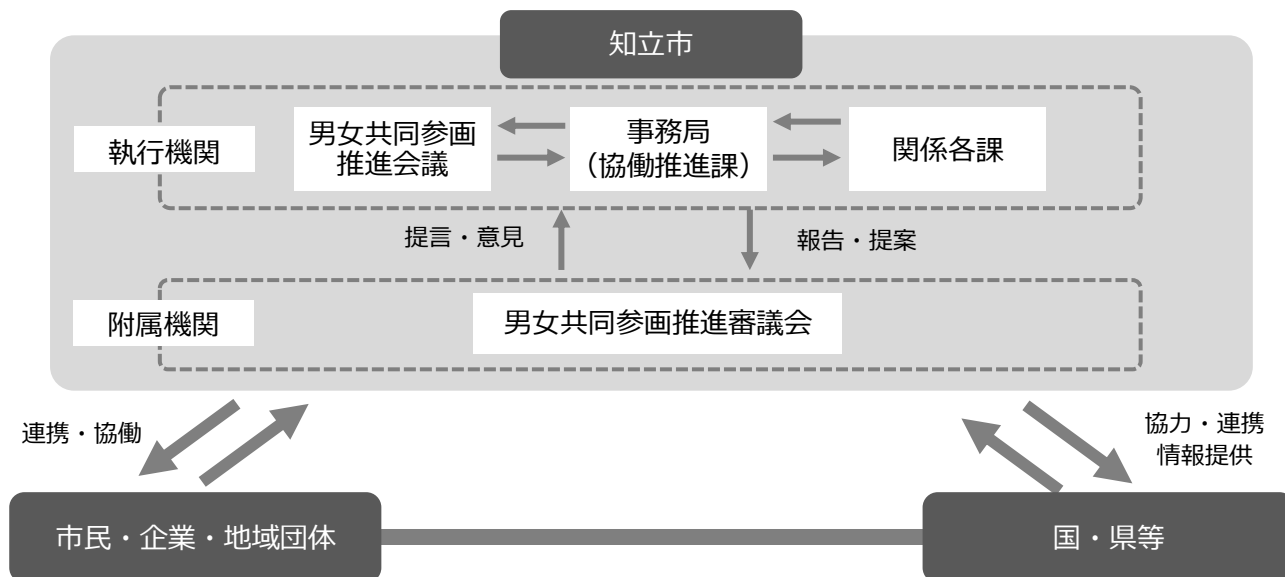 知立市
執行機関
男女共同参画
推進会議
事務局
（協働推進課）
関係各課
提言・意見
報告・提案
附属機関
男女共同参画推進審議会
連携・協働
協力・連携
情報提供
市民・企業・地域団体
国・県等